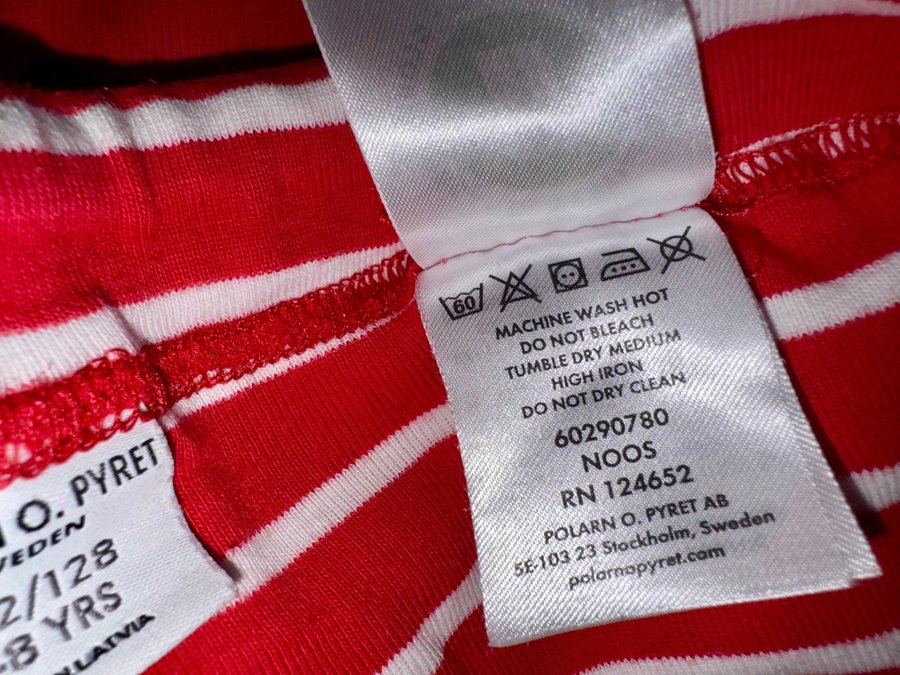 60
MACHINE WASH HOT
DO NOT BLEACH
TUMBLE DRY MEDIUM
HIGH IRON
DO NOT DRY CLEAN
60290780
NOOS
RN 124652
POLARN O. PYRET AB
SE-103 23 Stockholm, Sweden
polarnopyret.com
N O. PYRET
WEDEN
2/128
-8 YRS
N LATVIA